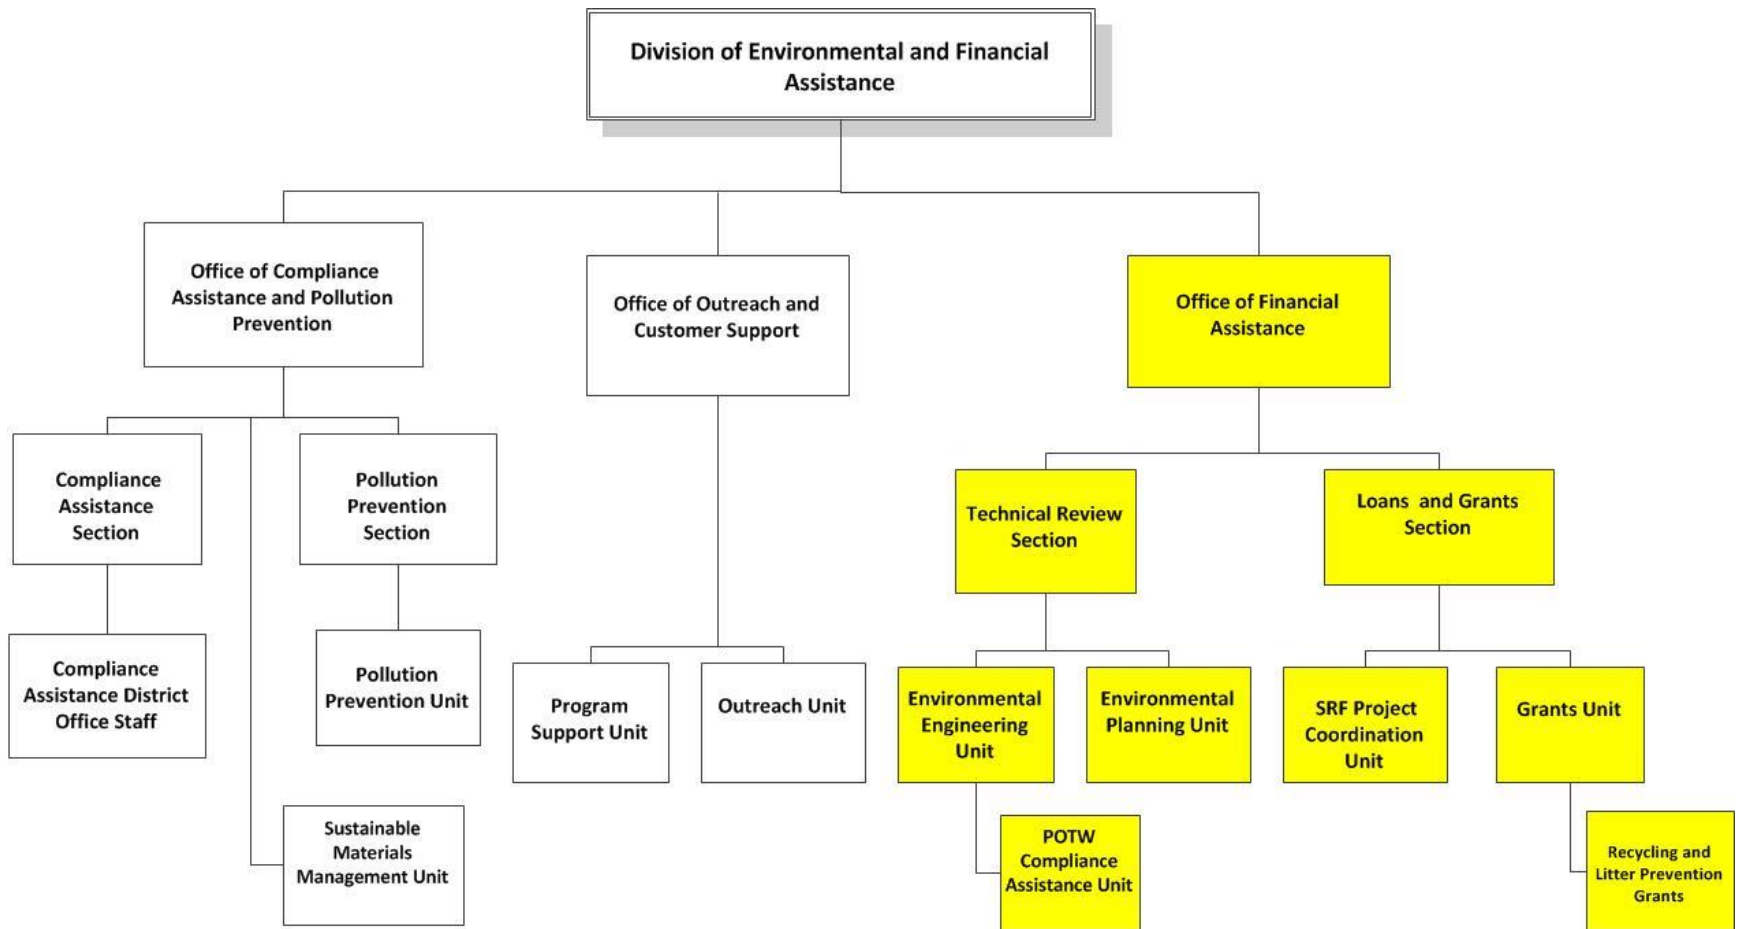 Division of Environmental and Financial
Assistance
Office of Compliance
Assistance and Pollution
Prevention
Office of Outreach and
Customer Support
Office of Financial
Assistance
Compliance
Assistance
Section
Pollution
Prevention
Section
Technical Review
Section
Loans and Grants
Section
Compliance
Assistance District
Office Staff
Pollution
Prevention Unit
Program
Support Unit
Outreach Unit
Environmental
Engineering
Unit
Environmental
Planning Unit
SRF Project
Coordination
Unit
Grants Unit
Sustainable
Materials
Management Unit
POTW
Compliance
Assistance Unit
Recycling and
Litter Prevention
Grants